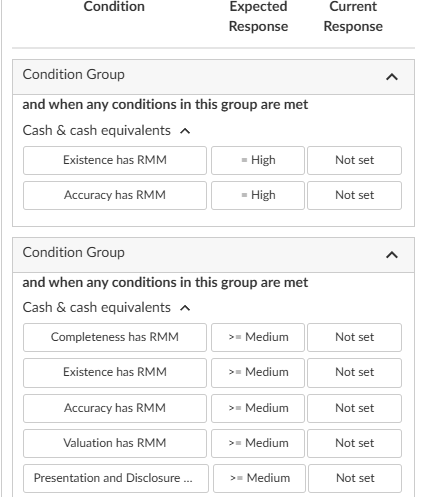 Condition Expected Response Current Response
Condition Group
and when any conditions in this group are met
Cash & cash equivalents
Existence has RMM = High Not set
Accuracy has RMM = High Not set
Condition Group
and when any conditions in this group are met
Cash & cash equivalents
Completeness has RMM >= Medium Not set
Existence has RMM >= Medium Not set
Accuracy has RMM >= Medium Not set
Valuation has RMM >= Medium Not set
Presentation and Disclosure ... >= Medium Not set